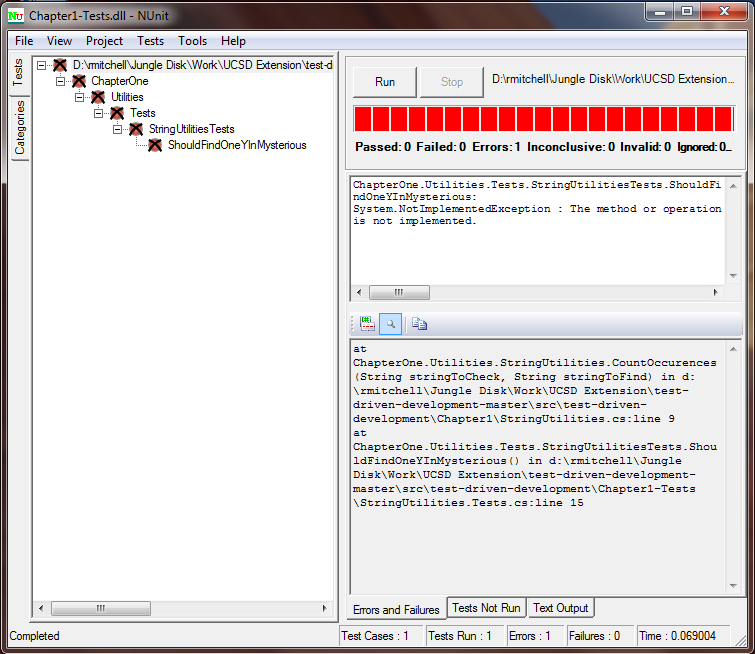 Chapter1-Tests.dll - NUnit
File View Project Tests Tools Help
Tests
Categories
D:\rmitchell\Jungle Disk\Work\UCSD Extension\test-d
ChapterOne
Utilities
Tests
StringUtilitiesTests
ShouldFindOneYInMysterious
Run
Stop
D:\rmitchell\Jungle Disk\Work\UCSD Extension...
Passed: 0 Failed: 0 Errors: 1 Inconclusive: 0 Invalid: 0 Ignored: 0...
ChapterOne.Utilities.Tests.StringUtilitiesTests.ShouldFi
ndOneYInMysterious:
System.NotImplementedException : The method or operation
is not implemented.
at
ChapterOne.Utilities.StringUtilities.CountOccurences
(String stringToCheck, String stringToFind) in d:
\rmitchell\Jungle Disk\Work\UCSD Extension\test-
driven-development-master\src\test-driven-
development\Chapter1\StringUtilities.cs:line 9
at
ChapterOne.Utilities.Tests.StringUtilitiesTests.Shou
ldFindOneYInMysterious() in d:\rmitchell\Jungle
Disk\Work\UCSD Extension\test-driven-development-
master\src\test-driven-development\Chapter1-Tests
\StringUtilities.Tests.cs:line 15
Errors and Failures
Tests Not Run
Text Output
Completed
Test Cases : 1
Tests Run : 1
Errors : 1
Failures : 0
Time : 0.069004